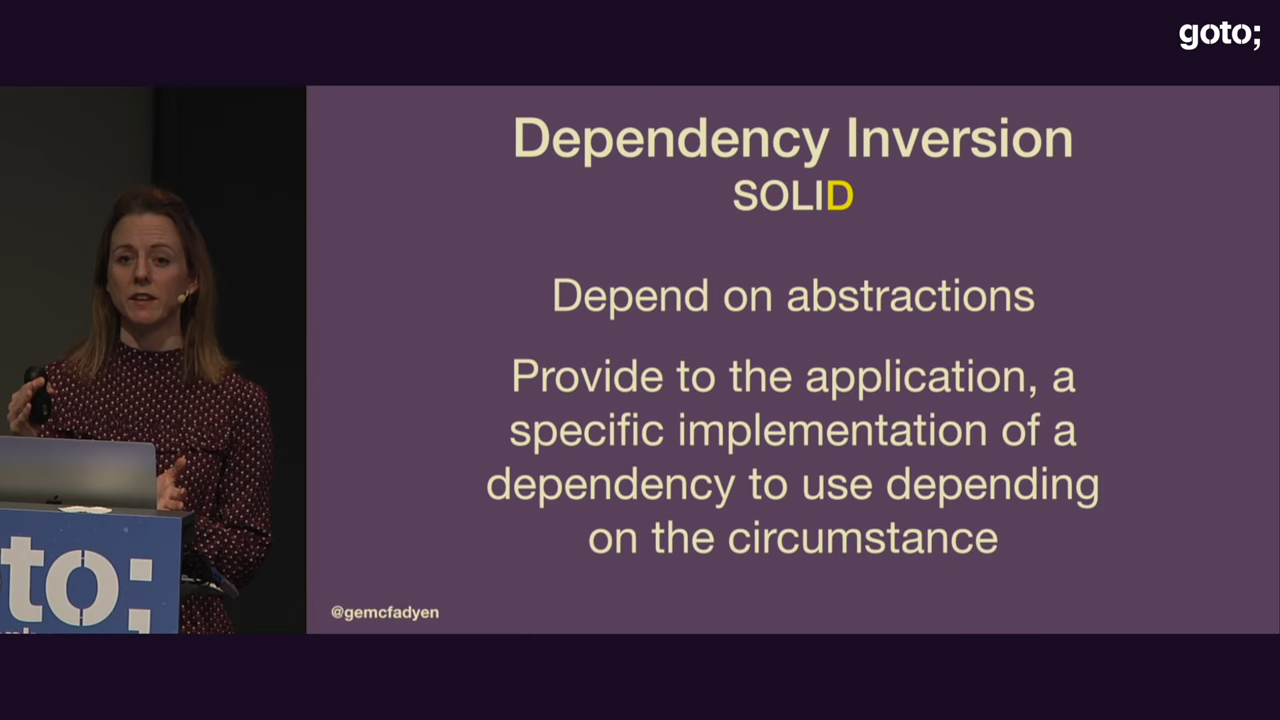 goto;
Dependency Inversion
SOLID
Depend on abstractions
Provide to the application, a
specific implementation of a
dependency to use depending
on the circumstance
@gemcfadyen
to;